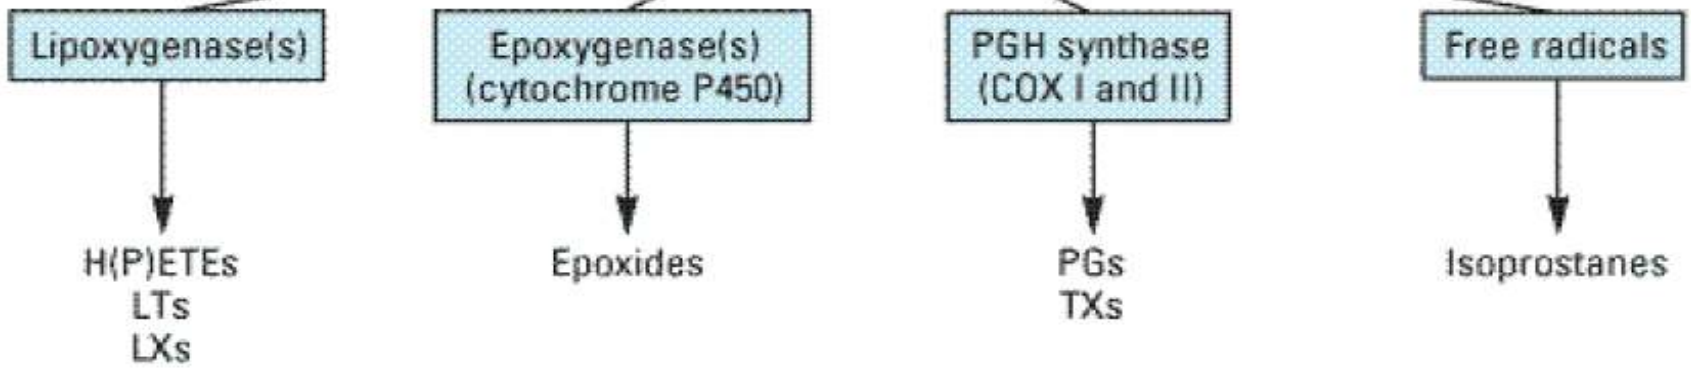 Lipoxygenase(s)
Epoxygenase(s)
(cytochrome P450)
PGH synthase
(COX I and II)
Free radicals
H(P)ETEs
LTs
LXs
Epoxides
PGs
TXs
Isoprostanes